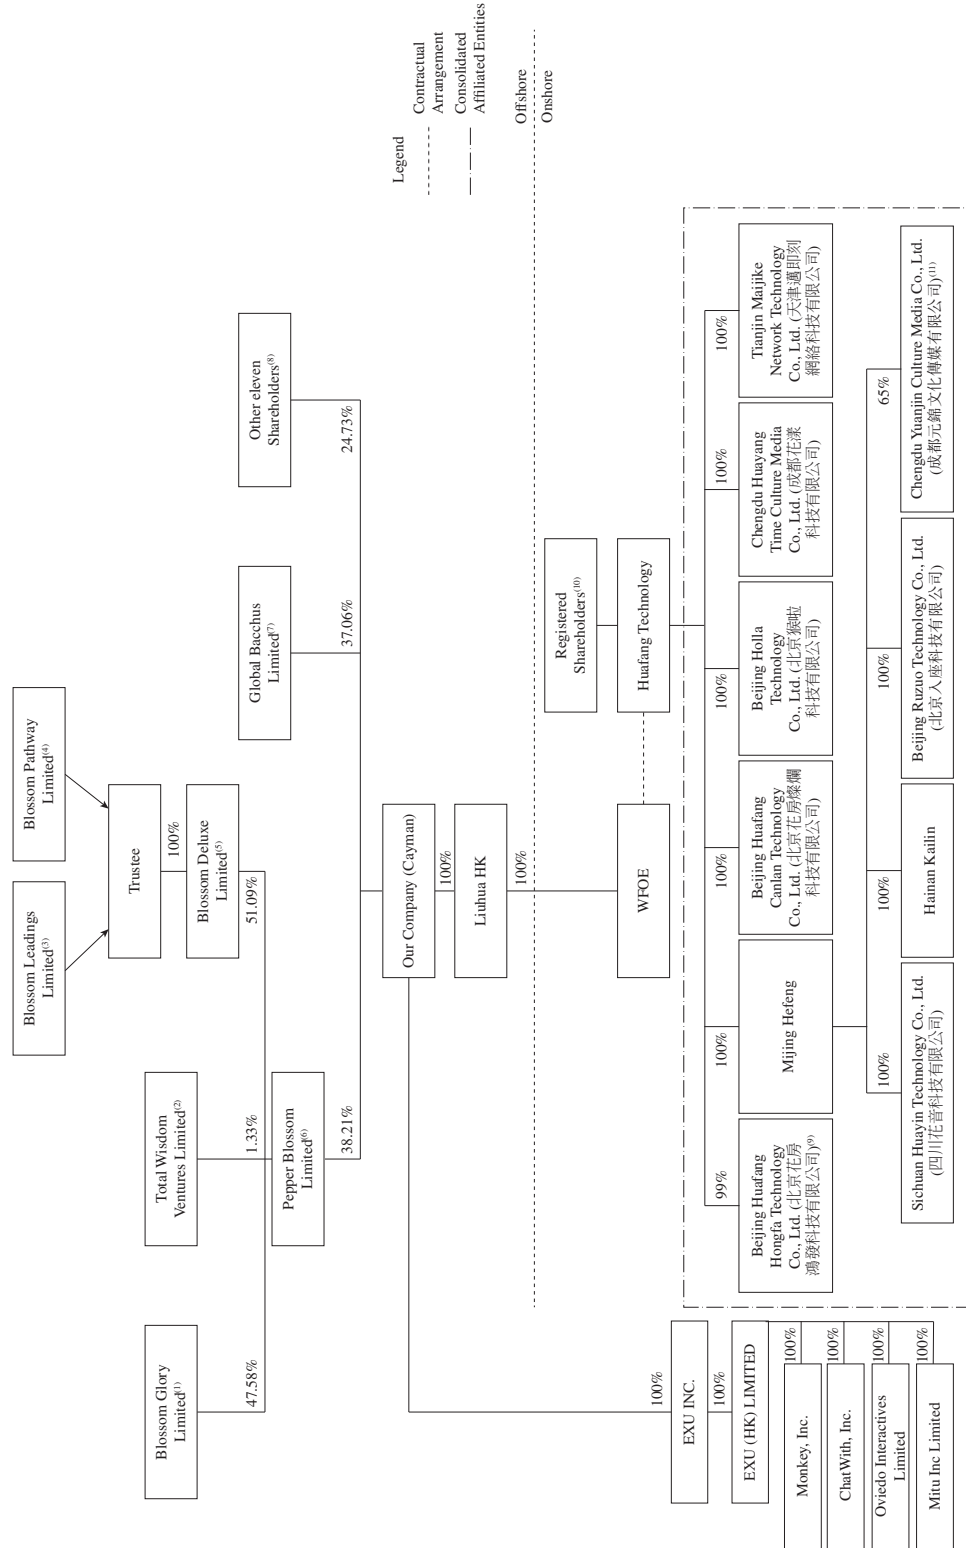 Blossom Leadings
Limited(3)
Blossom Pathway
Limited(4)
Trustee
100%
Blossom Glory
Limited(1)
Total Wisdom
Ventures Limited(2)
Blossom Deluxe
Limited(5)
47.58%
1.33%
51.09%
Pepper Blossom
Limited(6)
Global Bacchus
Limited(7)
Other eleven
Shareholders(8)
38.21%
37.06%
24.73%
Our Company (Cayman)
100%
Liuhua HK
100%
Legend
Contractual
Arrangement
Consolidated
Affiliated Entities
Offshore
Onshore
Registered
Shareholders(10)
WFOE
Huafang Technology
100%
EXU INC.
100%
EXU (HK) LIMITED
100%
Monkey, Inc.
100%
ChatWith, Inc.
100%
Oviedo Interactives
Limited
100%
Mitu Inc Limited
99%
100%
100%
100%
100%
100%
Beijing Huafang
Hongfa Technology
Co., Ltd. (北京花房
鴻發科技有限公司)(9)
Mijing Hefeng
Beijing Huafang
Canlan Technology
Co., Ltd. (北京花房燦爛
科技有限公司)
Beijing Holla
Technology
Co., Ltd. (北京猴啦
科技有限公司)
Chengdu Huayang
Time Culture Media
Co., Ltd. (成都花漾
科技有限公司)
Tianjin Maijike
Network Technology
Co., Ltd. (天津邁即刻
網絡科技有限公司)
100%
100%
100%
65%
Sichuan Huayin Technology Co., Ltd.
(四川花音科技有限公司)
Hainan Kailin
Beijing Ruzuo Technology Co., Ltd.
(北京入座科技有限公司)
Chengdu Yuanjin Culture Media Co., Ltd.
(成都元錦文化傳媒有限公司)(11)